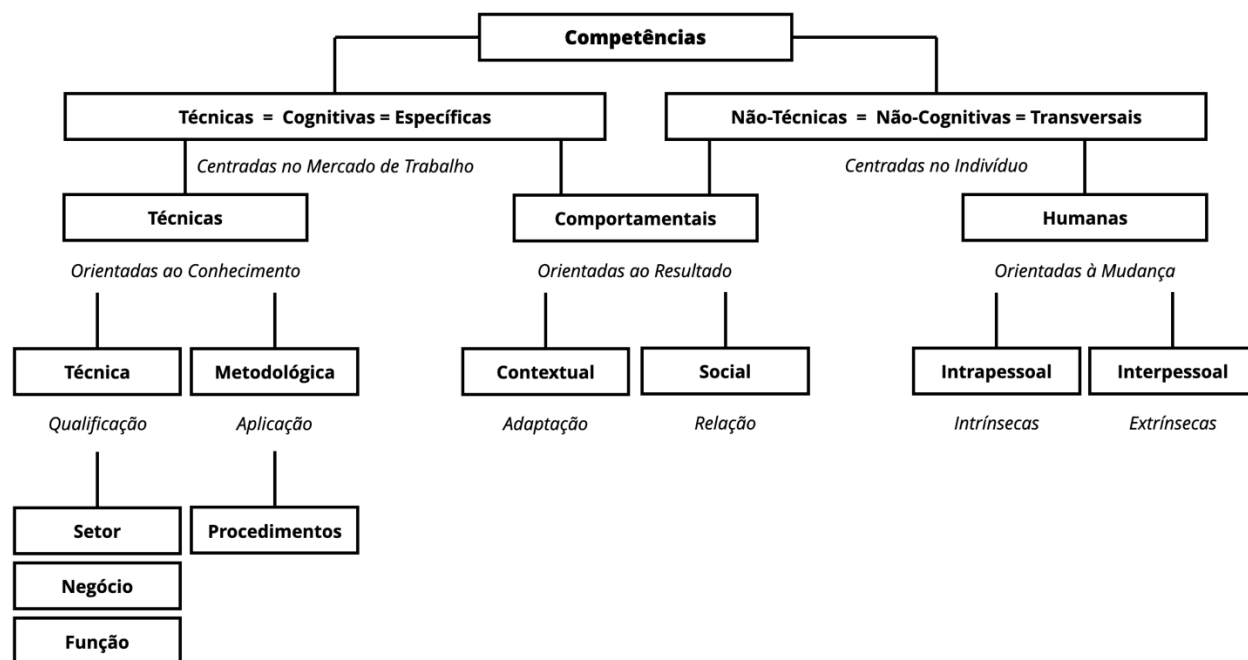 Competências
Técnicas = Cognitivas = Específicas
Não-Técnicas = Não-Cognitivas = Transversais
Centradas no Mercado de Trabalho
Centradas no Indivíduo
Técnicas
Comportamentais
Humanas
Orientadas ao Conhecimento
Orientadas ao Resultado
Orientadas à Mudança
Técnica
Metodológica
Contextual
Social
Intrapessoal
Interpessoal
Qualificação
Aplicação
Adaptação
Relação
Intrínsecas
Extrínsecas
Setor
Procedimentos
Negócio
Função